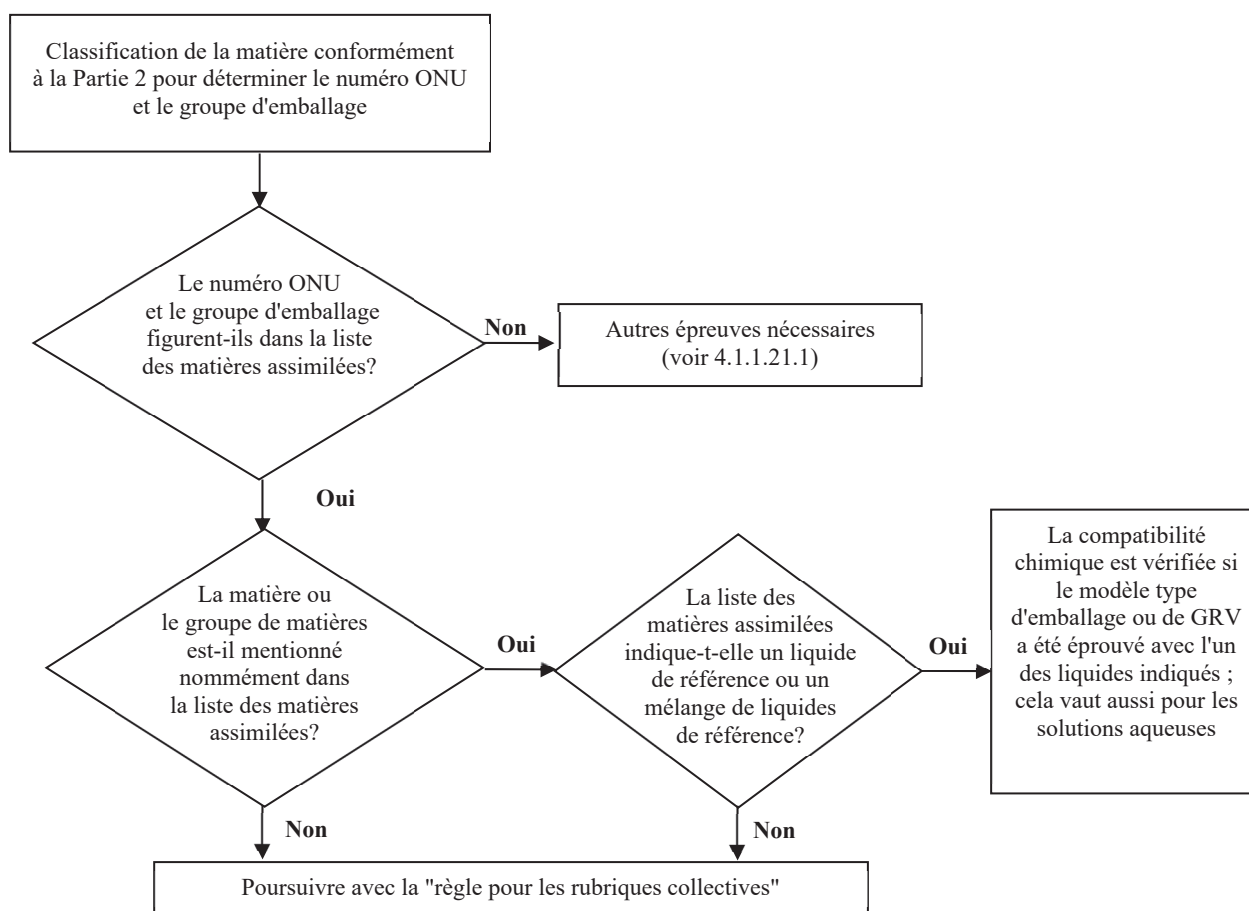 Classification de la matière conformément
à la Partie 2 pour déterminer le numéro ONU
et le groupe d'emballage
Le numéro ONU
et le groupe d'emballage
figurent-ils dans la liste
des matières assimilées?
Non
Autres épreuves nécessaires
(voir 4.1.1.21.1)
Oui
La matière ou
le groupe de matières
est-il mentionné
nommément dans
la liste des matières
assimilées?
Oui
La liste des
matières assimilées
indique-t-elle un liquide
de référence ou un
mélange de liquides
de référence?
Oui
La compatibilité
chimique est vérifiée si
le modèle type
d'emballage ou de GRV
a été éprouvé avec l'un
des liquides indiqués ;
cela vaut aussi pour les
solutions aqueuses
Non
Non
Poursuivre avec la "règle pour les rubriques collectives"